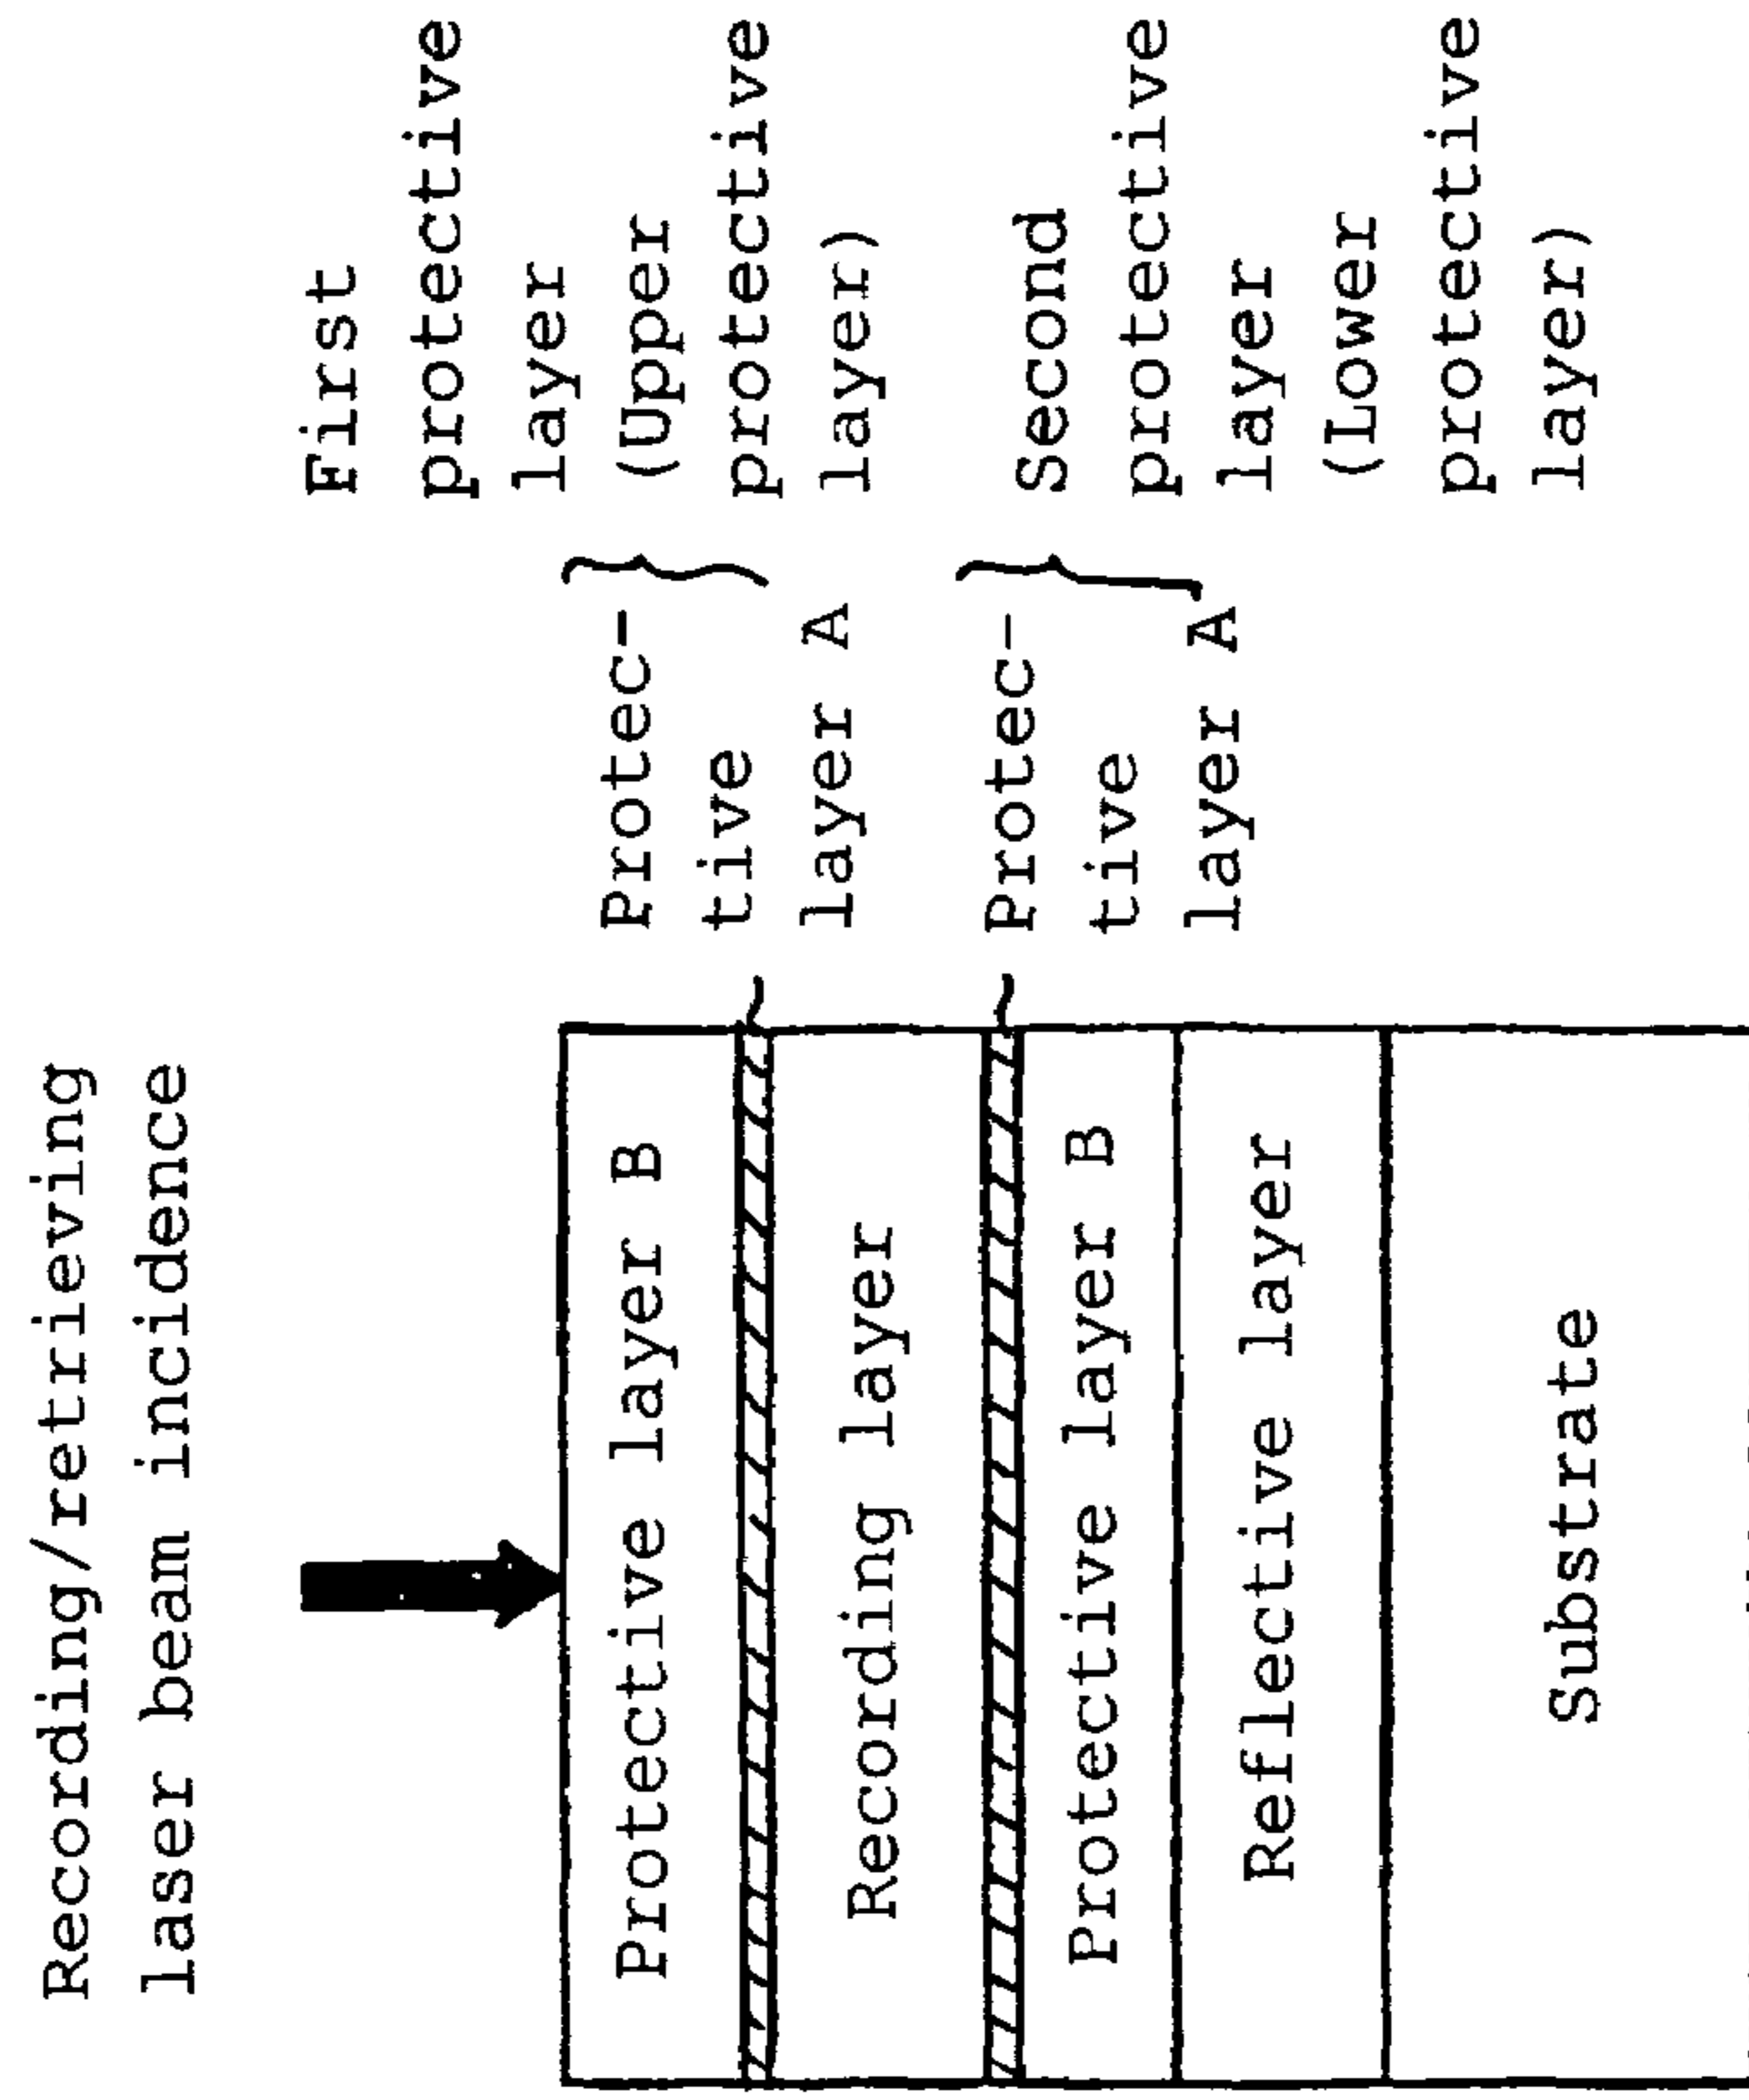 Recording/retrieving
laser beam incidence
Protective layer B
Recording layer
Protective layer B
Reflective layer
Substrate
Protec-
tive
layer A
Protec-
tive
layer A
First
protective
layer
(Upper
protective
layer)
Second
protective
layer
(Lower
protective
layer)